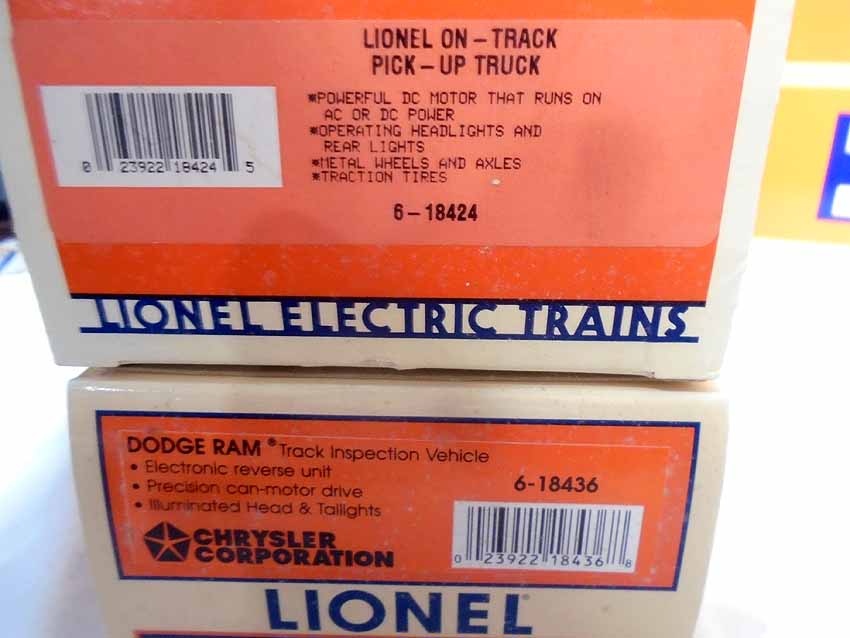 LIONEL ON-TRACK
PICK-UP TRUCK
*POWERFUL DC MOTOR THAT RUNS ON
AC OR DC POWER
*OPERATING HEADLIGHTS AND
REAR LIGHTS
*METAL WHEELS AND AXLES
*TRACTION TIRES
0 23922 18424 5
6-18424
LIONEL ELECTRIC TRAINS
DODGE RAM® Track Inspection Vehicle
• Electronic reverse unit
• Precision can-motor drive
• Illuminated Head & Taillights
6-18436
CHRYSLER
CORPORATION
0 23922 18436 8
LIONEL®